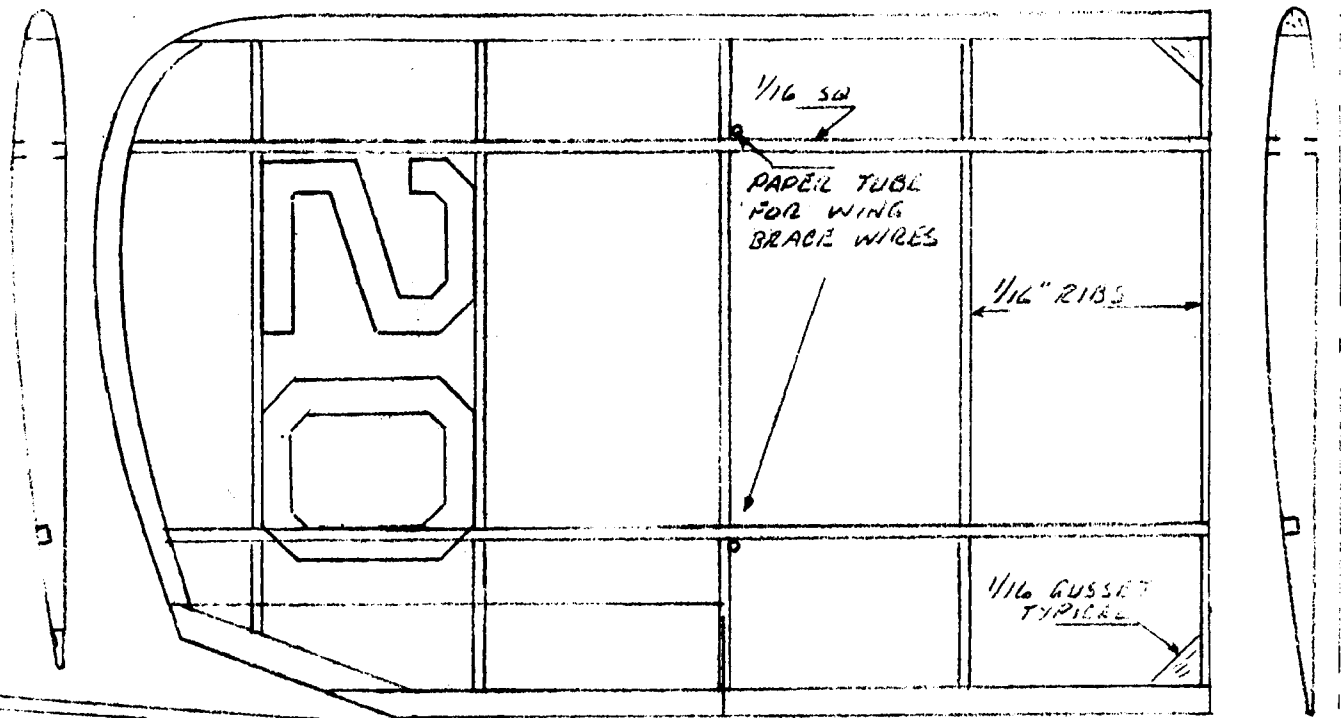 1/16 SQ
PAPER TUBE
FOR WING
BRACE WIRES
1/16" RIBS
20
1/16 GUSSET
TYPICAL